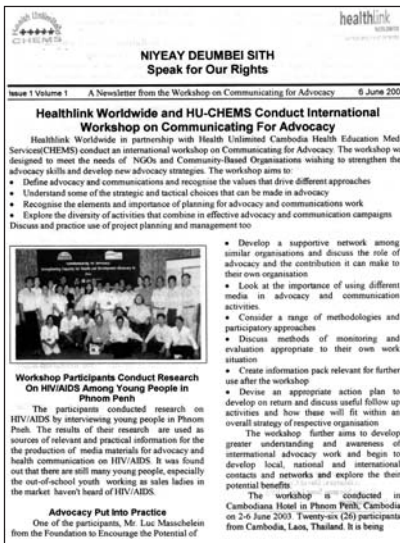 Health Unlimited
CHEMS
healthlink
WORLDWIDE
NIYEAY DEUMBEI SITH
Speak for Our Rights
Issue 1 Volume 1
A Newsletter from the Workshop on Communicating for Advocacy
6 June 200
Healthlink Worldwide and HU-CHEMS Conduct International
Workshop on Communicating For Advocacy
Healthlink Worldwide in partnership with Health Unlimited Cambodia Health Education Med
Services(CHEMS) conduct an international workshop on Communicating for Advocacy. The workshop wa
designed to meet the needs of NGOs and Community-Based Organisations wishing to strengthen the
advocacy skills and develop new advocacy strategies. The workshop aims to:
• Define advocacy and communications and recognise the values that drive different approaches
• Understand some of the strategic and tactical choices that can be made in advocacy
• Recognise the elements and importance of planning for advocacy and communications work
• Explore the diversity of activities that combine in effective advocacy and communication campaigns
Discuss and practice use of project planning and management too
Workshop Participants Conduct Research
On HIV/AIDS Among Young People in
Phnom Penh
The participants conducted research on
HIV/AIDS by interviewing young people in Phnom
Pneh. The results of their research are used as
sources of relevant and practical information for
the production of media materials for advocacy and
health communication on HIV/AIDS. It was found
out that there are still many young people, especially
the out-of-school youth working as sales ladies in
the market haven't heard of HIV/AIDS.
Advocacy Put Into Practice
One of the participants, Mr. Luc Masschelein
from the Foundation to Encourage the Potential of
• Develop a supportive network among
similar organisations and discuss the role of
advocacy and the contribution it can make to
their own organisation
• Look at the importance of using different
media in advocacy and communication
activities.
• Consider a range of methodologies and
participatory approaches
• Discuss methods of monitoring and
evaluation appropriate to their own work
situation
• Create information pack relevant for further
use after the workshop
• Devise an appropriate action plan to
develop on return and discuss useful follow up
activities and how these will fit within an
overall strategy of respective organisation
The workshop further aims to develop
greater understanding and awareness of
international advocacy work and begin to
develop local, national and international
contacts and networks and explore the their
potential benefits
The workshop is conducted in
Cambodiana Hotel in Phnom Penh, Cambodia
on 2-6 June 2003. Twenty-six (26) participants
from Cambodia, Laos, Thailand. It is being